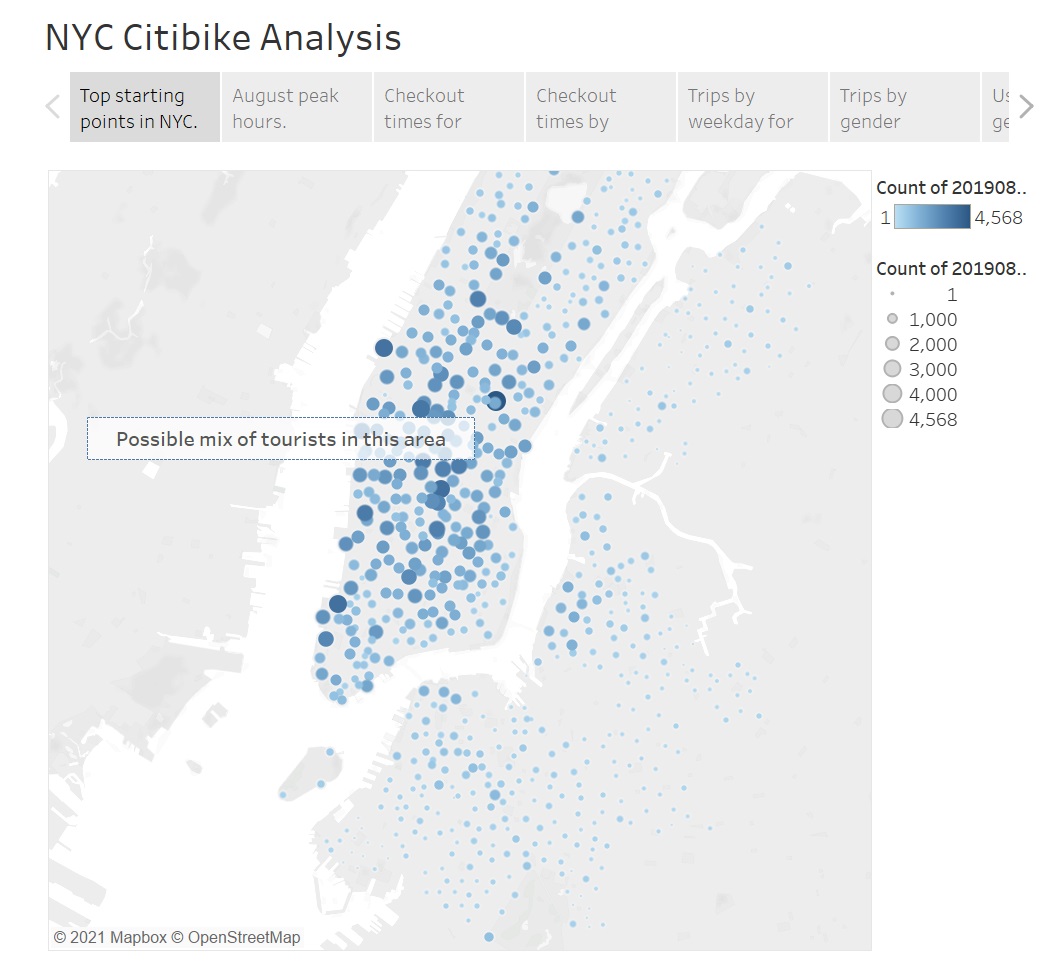 NYC Citibike Analysis
Top starting
points in NYC.
August peak
hours.
Checkout
times for
Checkout
times by
Trips by
weekday for
Trips by
gender
Us
ge
Possible mix of tourists in this area
© 2021 Mapbox © OpenStreetMap
Count of 201908..
1 4,568
Count of 201908..
1
1,000
2,000
3,000
4,000
4,568